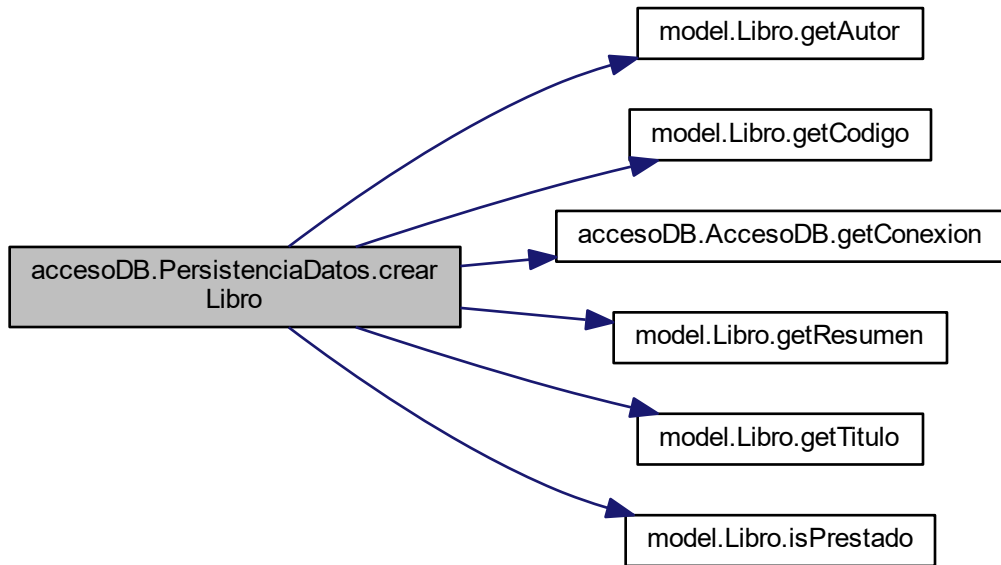 model.Libro.getAutor
model.Libro.getCodigo
accesoDB.AccesoDB.getConexion
accesoDB.PersistenciaDatos.crear
Libro
model.Libro.getResumen
model.Libro.getTitulo
model.Libro.isPrestado